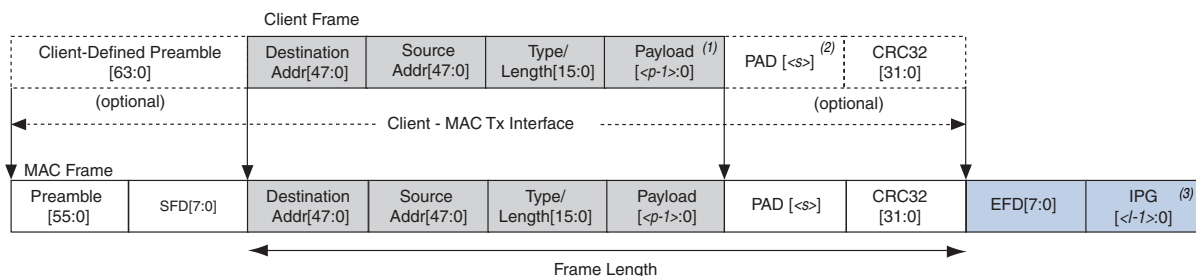 Client Frame
Client-Defined Preamble
[63:0]
Destination
Addr[47:0]
Source
Addr[47:0]
Type/
Length[15:0]
Payload (1)
[<p-1>:0]
PAD [<s>] (2)
CRC32
[31:0]
(optional)
(optional)
Client - MAC Tx Interface
MAC Frame
Preamble
[55:0]
SFD[7:0]
Destination
Addr[47:0]
Source
Addr[47:0]
Type/
Length[15:0]
Payload
[<p-1>:0]
PAD [<s>]
CRC32
[31:0]
EFD[7:0]
IPG (3)
[<l-1>:0]
Frame Length